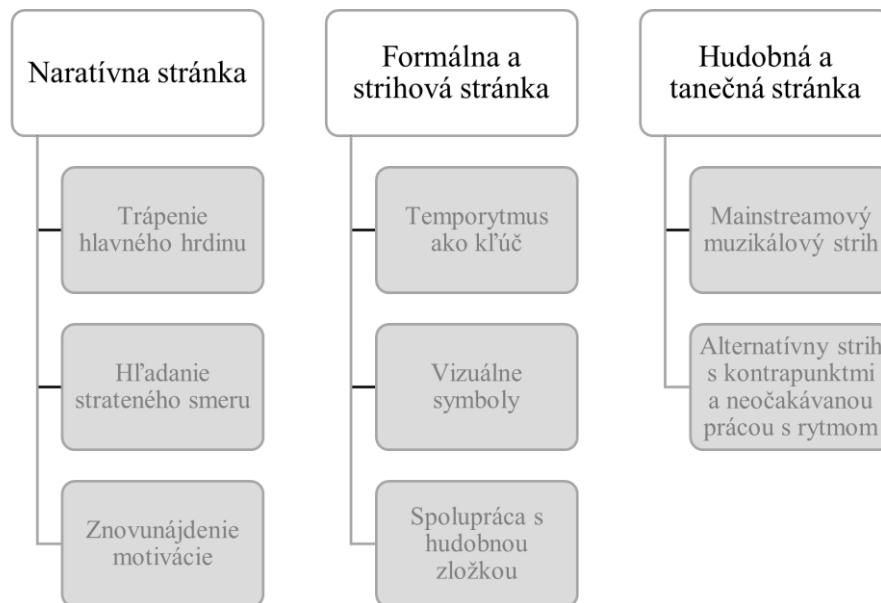 Naratívna stránka
Trápenie
hlavného hrdinu
Hľadanie
strateného smeru
Znovunájdenie
motivácie
Formálna a
strihová stránka
Temporytmus
ako kľúč
Vizuálne
symboly
Spolupráca s
hudobnou
zložkou
Hudobná a
tanečná stránka
Mainstreamový
muzikálový strih
Alternatívny strih
s kontrapunktmi
a neočakávanou
prácou s rytmom